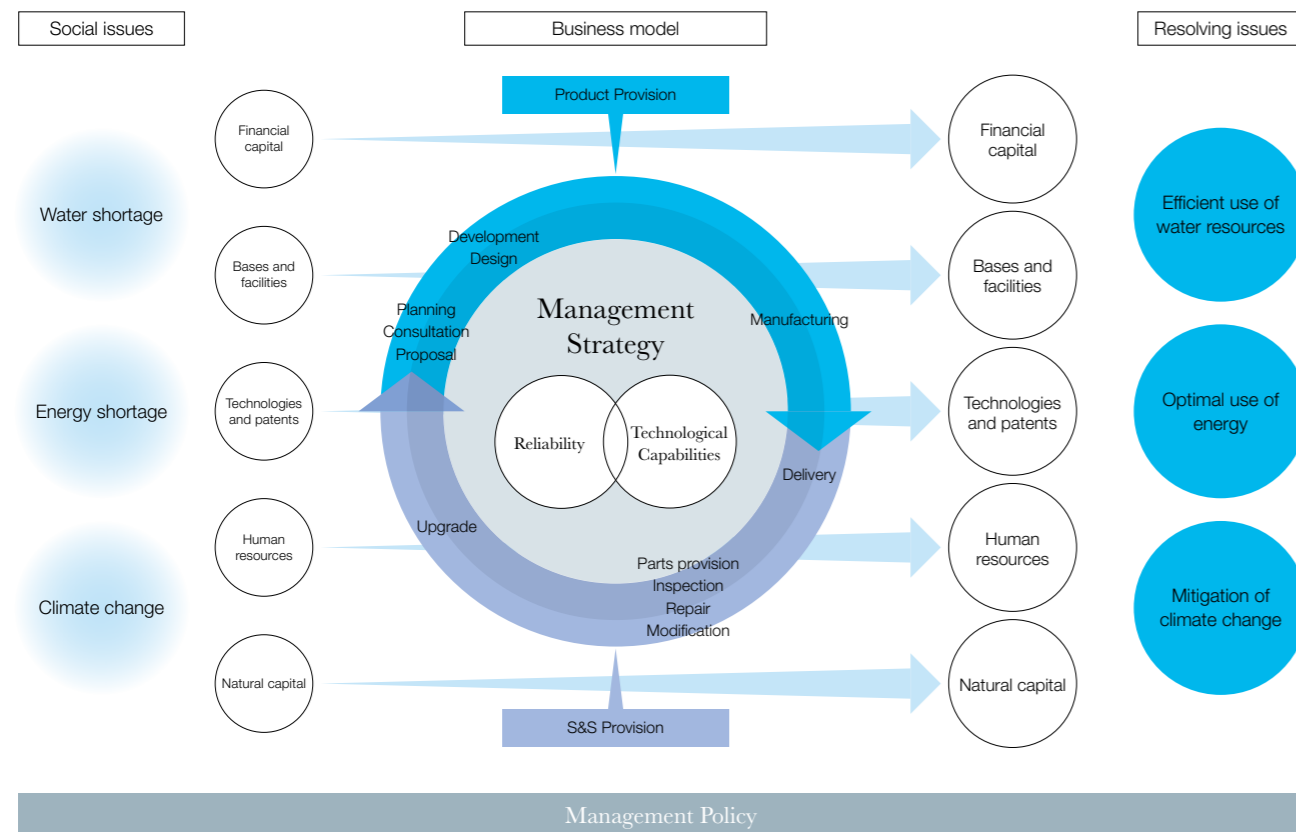 Social issues
Business model
Resolving issues
Water shortage
Energy shortage
Climate change
Financial
capital
Bases and
facilities
Technologies
and patents
Human
resources
Natural capital
Product Provision
Development
Design
Planning
Consultation
Proposal
Manufacturing
Management
Strategy
Reliability
Technological
Capabilities
Delivery
Upgrade
Parts provision
Inspection
Repair
Modification
S&S Provision
Financial
capital
Bases and
facilities
Technologies
and patents
Human
resources
Natural capital
Efficient use of
water resources
Optimal use of
energy
Mitigation of
climate change
Management Policy